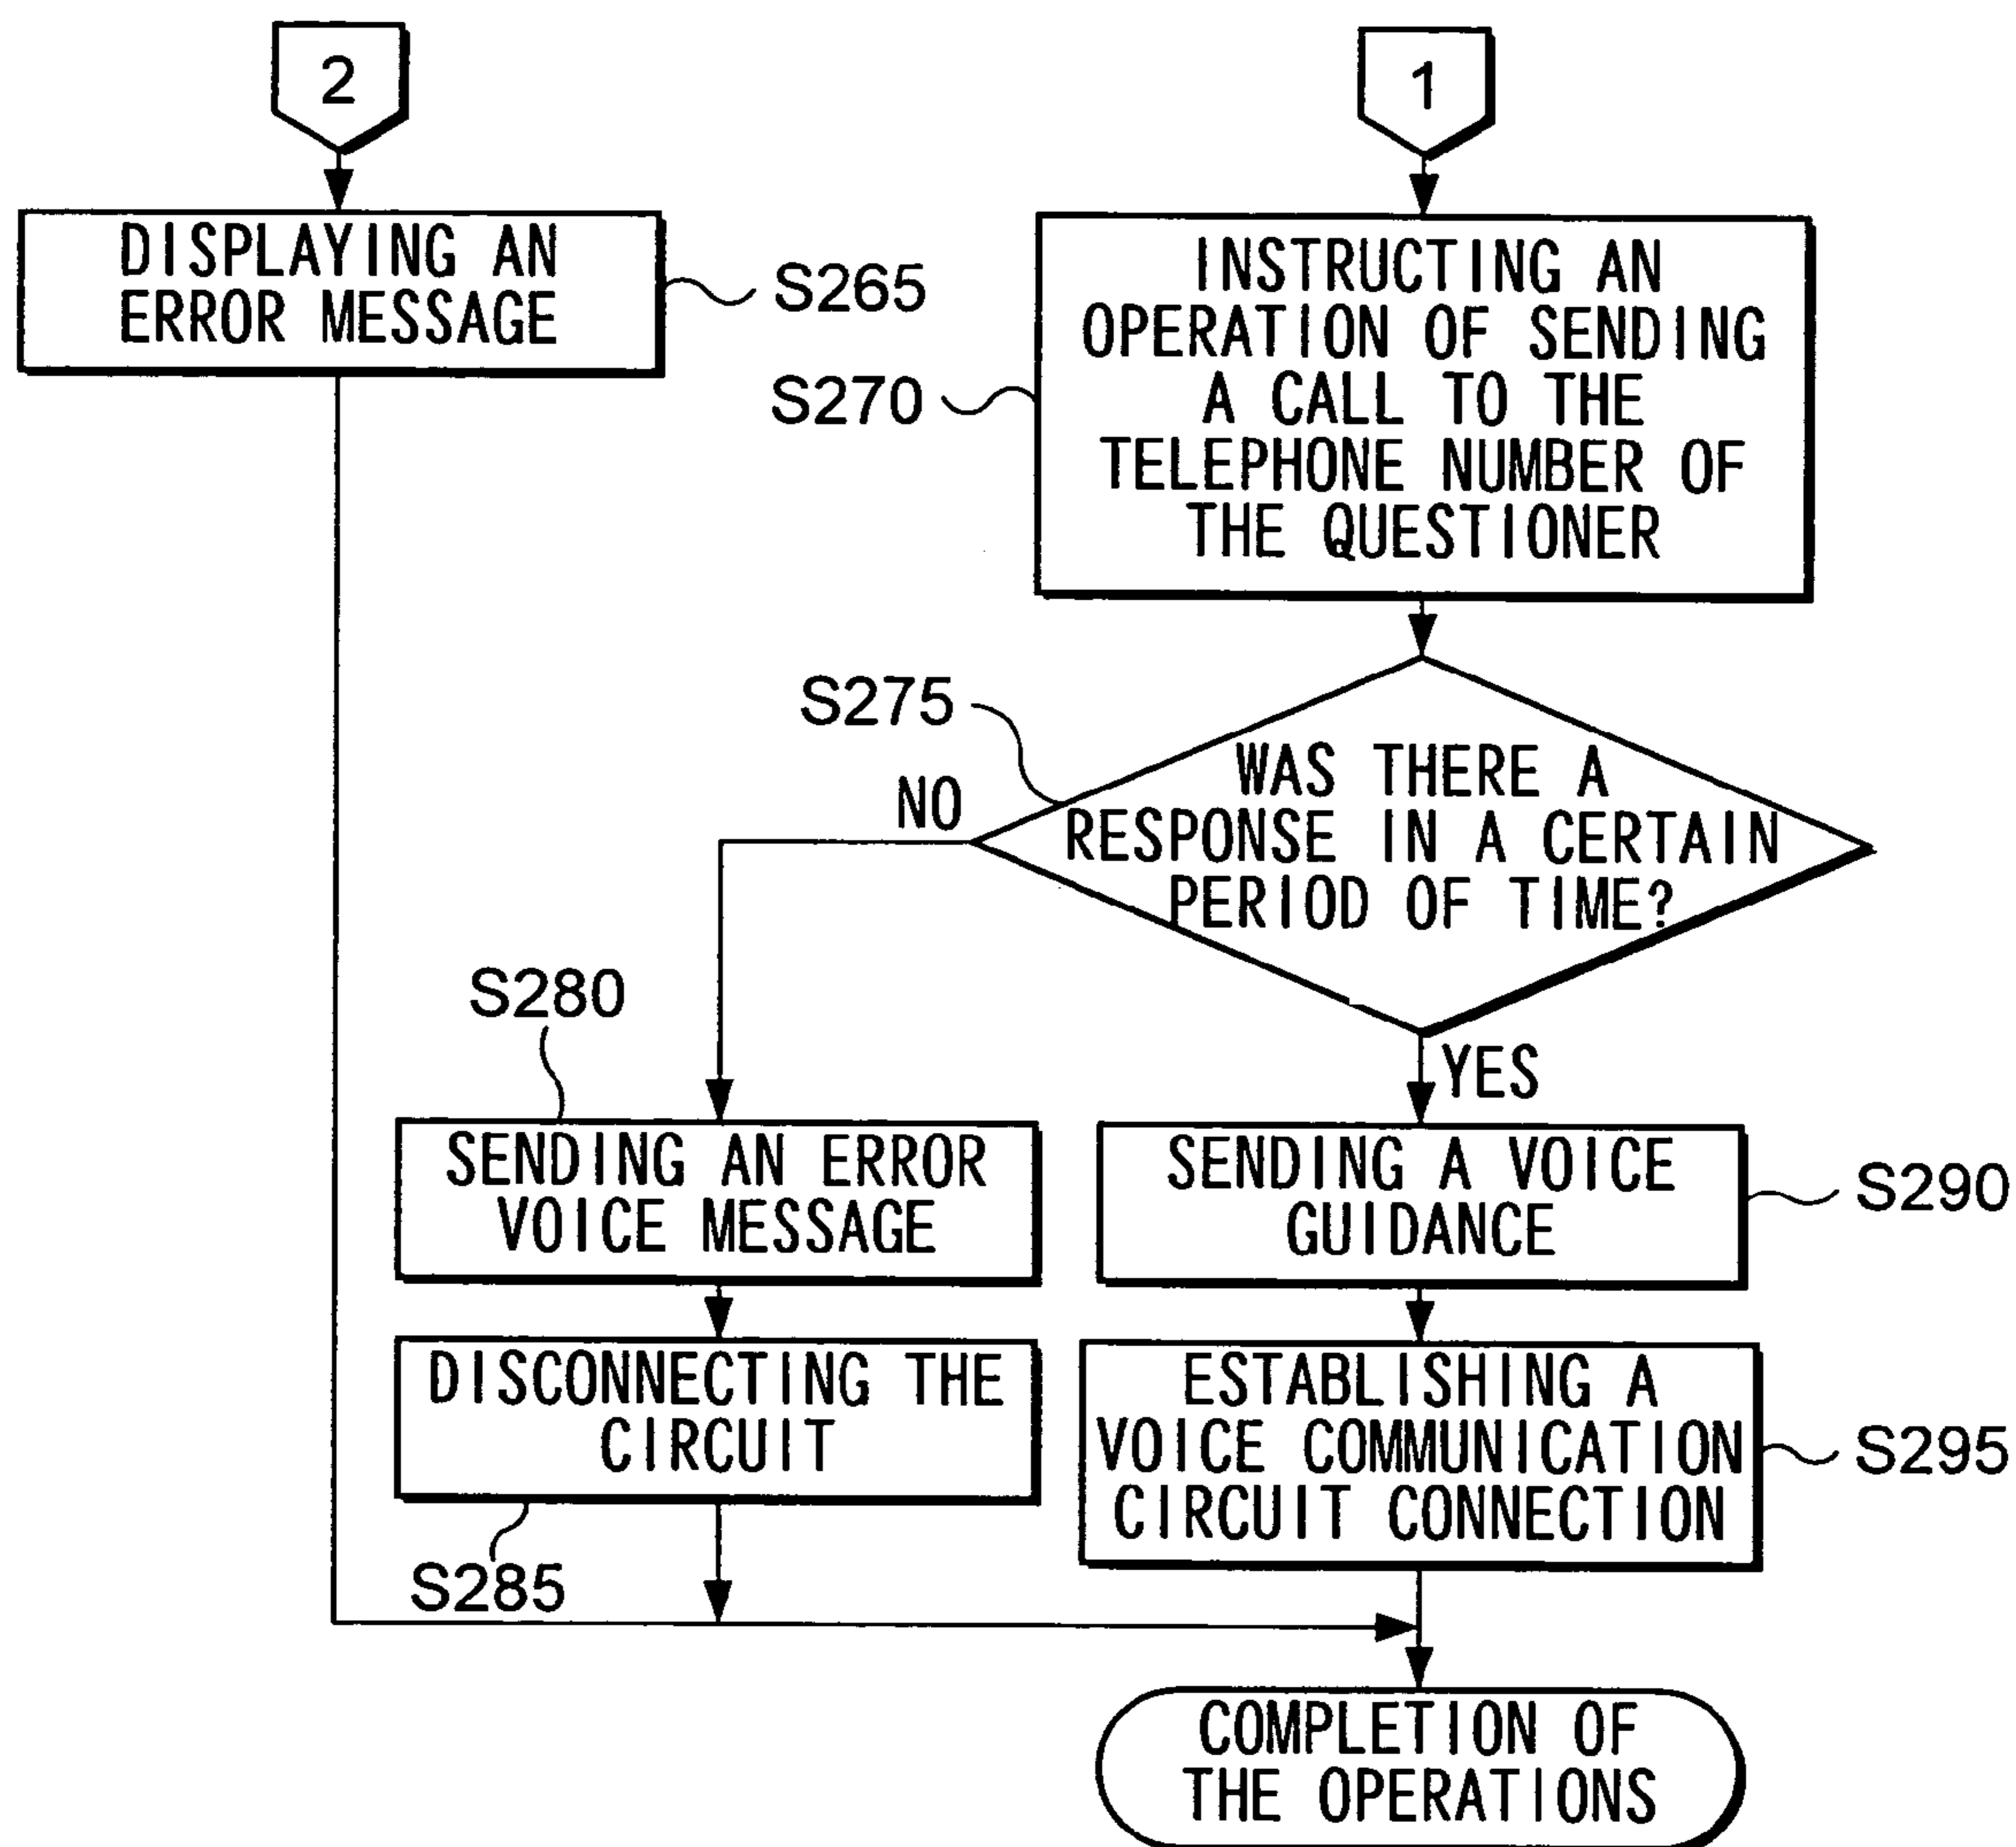 2
1
DISPLAYING AN
ERROR MESSAGE
S265
INSTRUCTING AN
OPERATION OF SENDING
A CALL TO THE
TELEPHONE NUMBER OF
THE QUESTIONER
S270
S275
WAS THERE A
RESPONSE IN A CERTAIN
PERIOD OF TIME?
NO
YES
S280
SENDING AN ERROR
VOICE MESSAGE
SENDING A VOICE
GUIDANCE
S290
DISCONNECTING THE
CIRCUIT
S285
ESTABLISHING A
VOICE COMMUNICATION
CIRCUIT CONNECTION
S295
COMPLETION OF
THE OPERATIONS